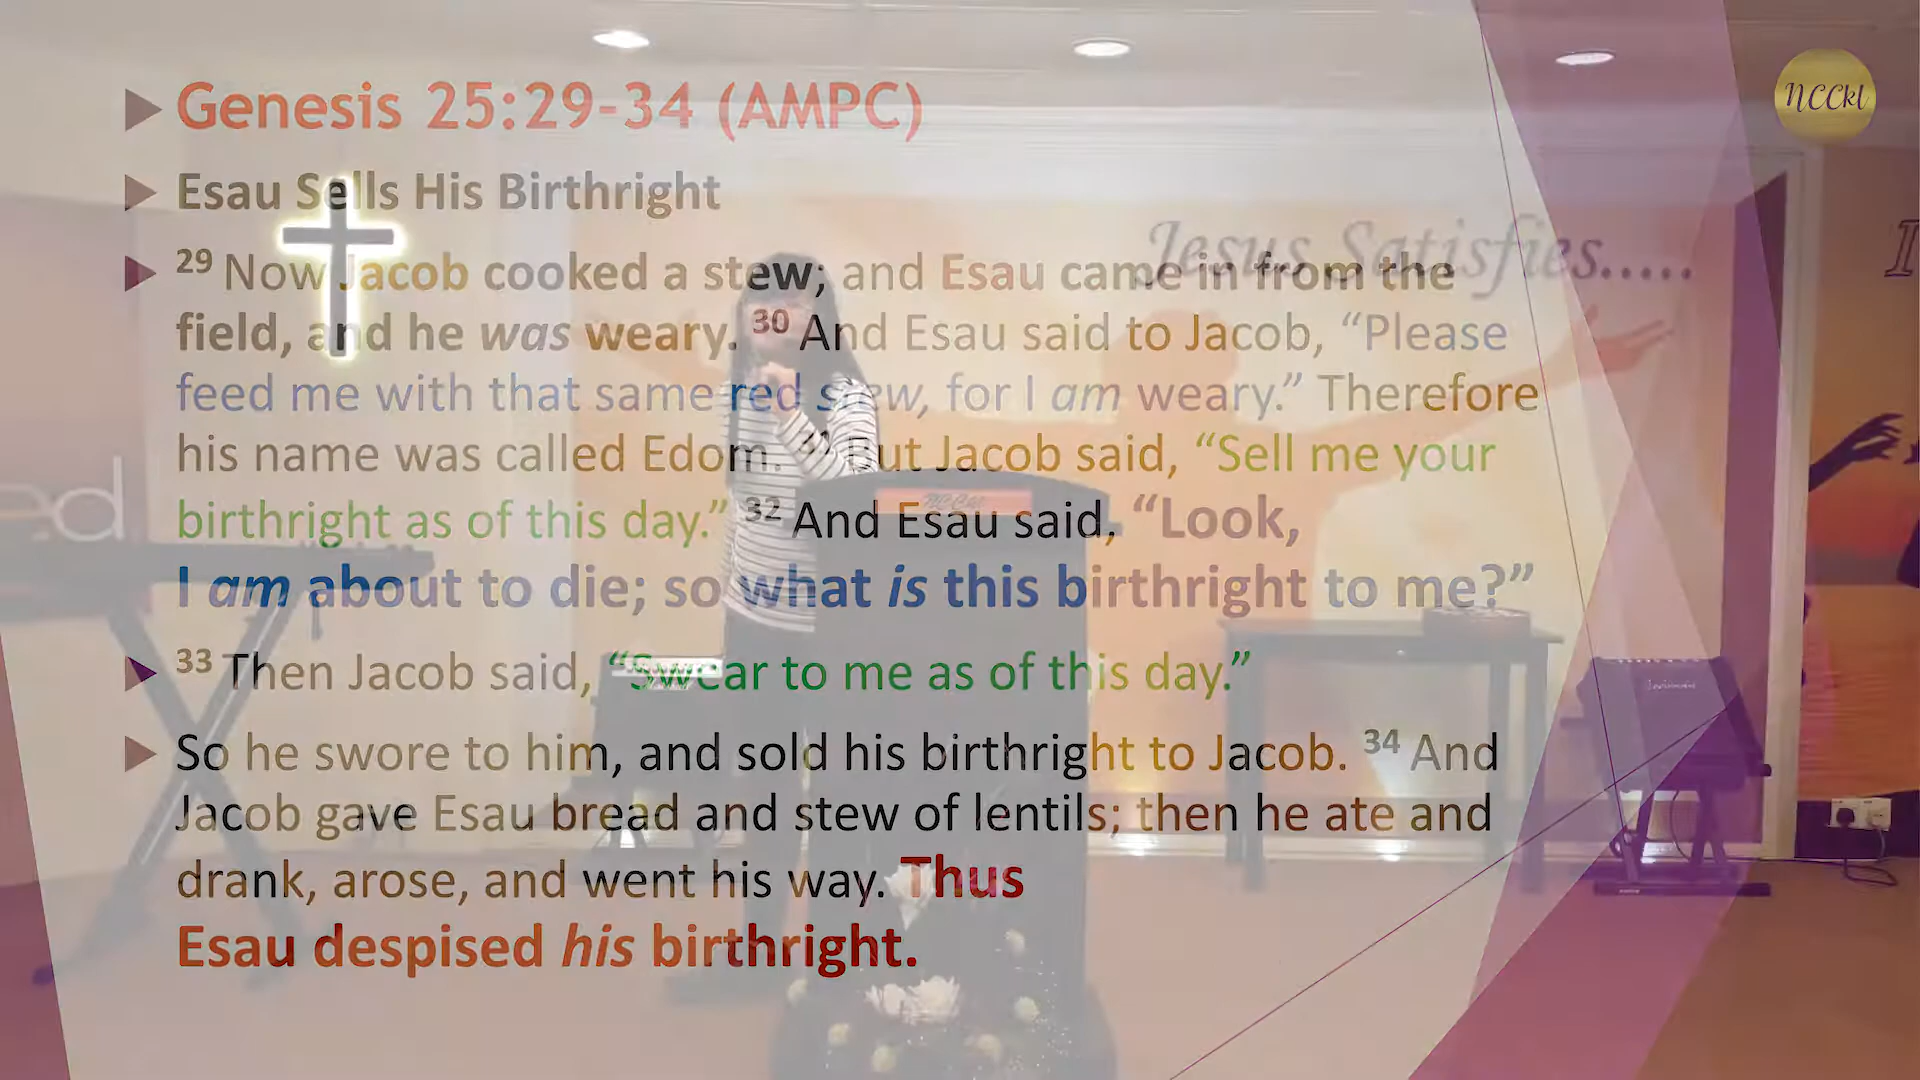 Genesis 25:29-34 (AMPC)
NCCkl
Esau Sells His Birthright
Jesus Satisfies.....
29 Now Jacob cooked a stew; and Esau came in from the
field, and he was weary. 30 And Esau said to Jacob, “Please
feed me with that same red stew, for I am weary.” Therefore
his name was called Edom. 31 But Jacob said, “Sell me your
birthright as of this day.” 32 And Esau said, “Look,
I am about to die; so what is this birthright to me?”
33 Then Jacob said, “Swear to me as of this day.”
So he swore to him, and sold his birthright to Jacob. 34 And
Jacob gave Esau bread and stew of lentils; then he ate and
drank, arose, and went his way. Thus
Esau despised his birthright.